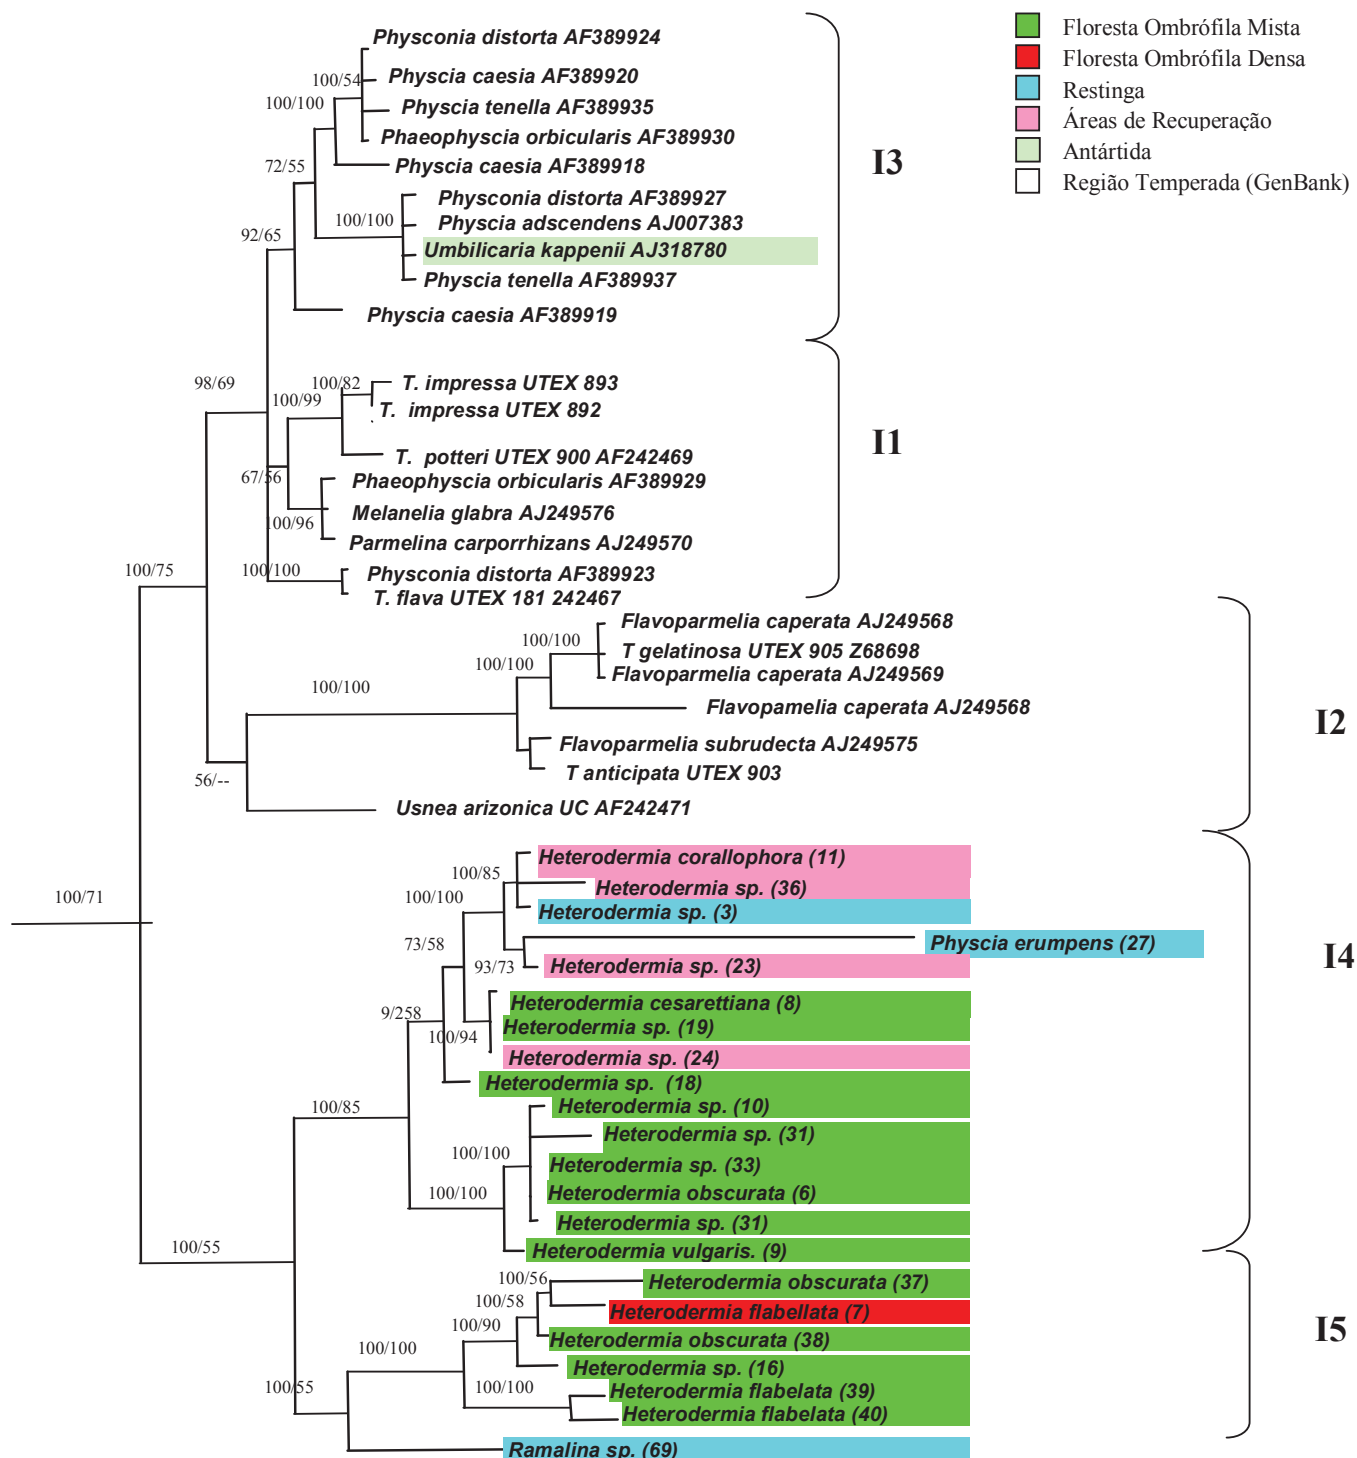 Physconia distorta AF389924
100/54
Physcia caesia AF389920
100/100
Physcia tenella AF389935
Phaeophyscia orbicularis AF389930
72/55
Physcia caesia AF389918
Physconia distorta AF389927
100/100
Physcia adscendens AJ007383
92/65
Umbilicaria kappenii AJ318780
Physcia tenella AF389937
Physcia caesia AF389919
I3
Floresta Ombrófila Mista
Floresta Ombrófila Densa
Restinga
Áreas de Recuperação
Antártida
Região Temperada (GenBank)
98/69
100/82
T. impressa UTEX 893
100/99
T. impressa UTEX 892
T. potteri UTEX 900 AF242469
67/56
Phaeophyscia orbicularis AF389929
Melanelia glabra AJ249576
100/96
Parmelina carporrhizans AJ249570
100/75
100/100
Physconia distorta AF389923
T. flava UTEX 181 242467
I1
Flavoparmelia caperata AJ249568
100/100
T gelatinosa UTEX 905 Z68698
100/100
Flavoparmelia caperata AJ249569
100/100
Flavopamelia caperata AJ249568
Flavoparmelia subrudecta AJ249575
T anticipata UTEX 903
56/--
Usnea arizonica UC AF242471
I2
100/71
Heterodermia corallophora (11)
100/85
Heterodermia sp. (36)
100/100
Heterodermia sp. (3)
73/58
Physcia erumpens (27)
93/73
Heterodermia sp. (23)
Heterodermia cesarettiana (8)
9/258
Heterodermia sp. (19)
100/94
Heterodermia sp. (24)
Heterodermia sp. (18)
100/85
Heterodermia sp. (10)
Heterodermia sp. (31)
100/100
Heterodermia sp. (33)
100/100
Heterodermia obscurata (6)
Heterodermia sp. (31)
Heterodermia vulgaris. (9)
I4
100/55
100/56
Heterodermia obscurata (37)
100/58
Heterodermia flabellata (7)
100/90
Heterodermia obscurata (38)
100/100
Heterodermia sp. (16)
100/55
100/100
Heterodermia flabelata (39)
Heterodermia flabelata (40)
Ramalina sp. (69)
I5